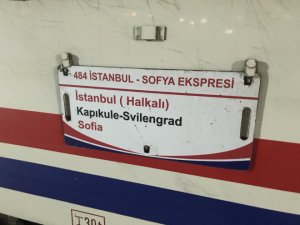 484 İSTANBUL - SOFYA EKSPRESİ
İstanbul ( Halkalı)
Kapıkule-Svilengrad
Sofia